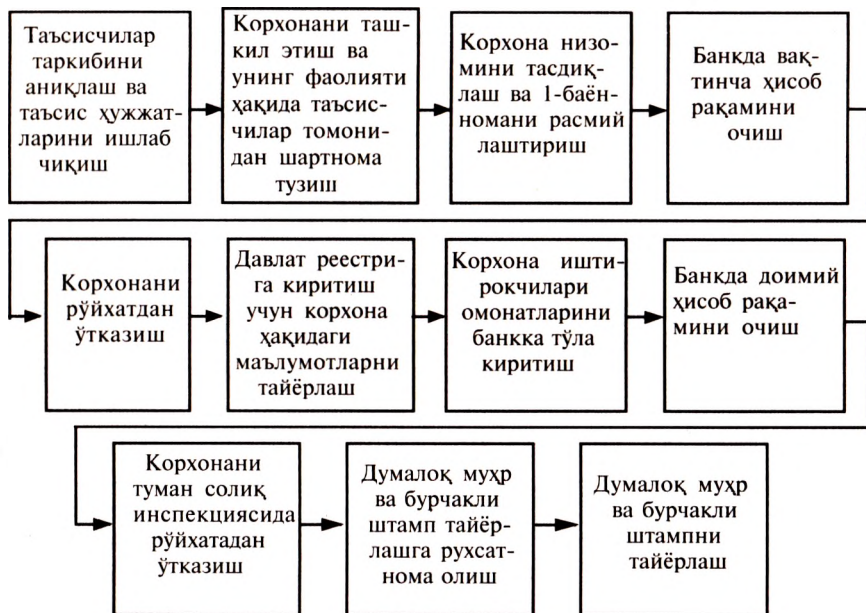 Таъсисчилар
таркибини
аниқлаш ва
таъсис ҳужжат-
ларини ишлаб
чиқиш
Корхонани таш-
кил этиш ва
унинг фаолияти
ҳақида таъсис-
чилар томони-
дан шартнома
тузиш
Корхона низо-
мини тасдиқ-
лаш ва 1-баён-
номани расмий
лаштириш
Банкда вақ-
тинча ҳисоб
рақамини
очиш
Корхонани
рўйхатдан
ўтказиш
Давлат реестри-
га киритиш
учун корхона
ҳақидаги
маълумотларни
тайёрлаш
Корхона ишти-
рокчилари
омонатларини
банкка тўла
киритиш
Банкда доимий
ҳисоб рақа-
мини очиш
Корхонани
туман солиқ
инспекциясида
рўйхатадан
ўтказиш
Думалоқ муҳр
ва бурчакли
штамп тайёр-
лашга рухсат-
нома олиш
Думалоқ муҳр
ва бурчакли
штампни
тайёрлаш